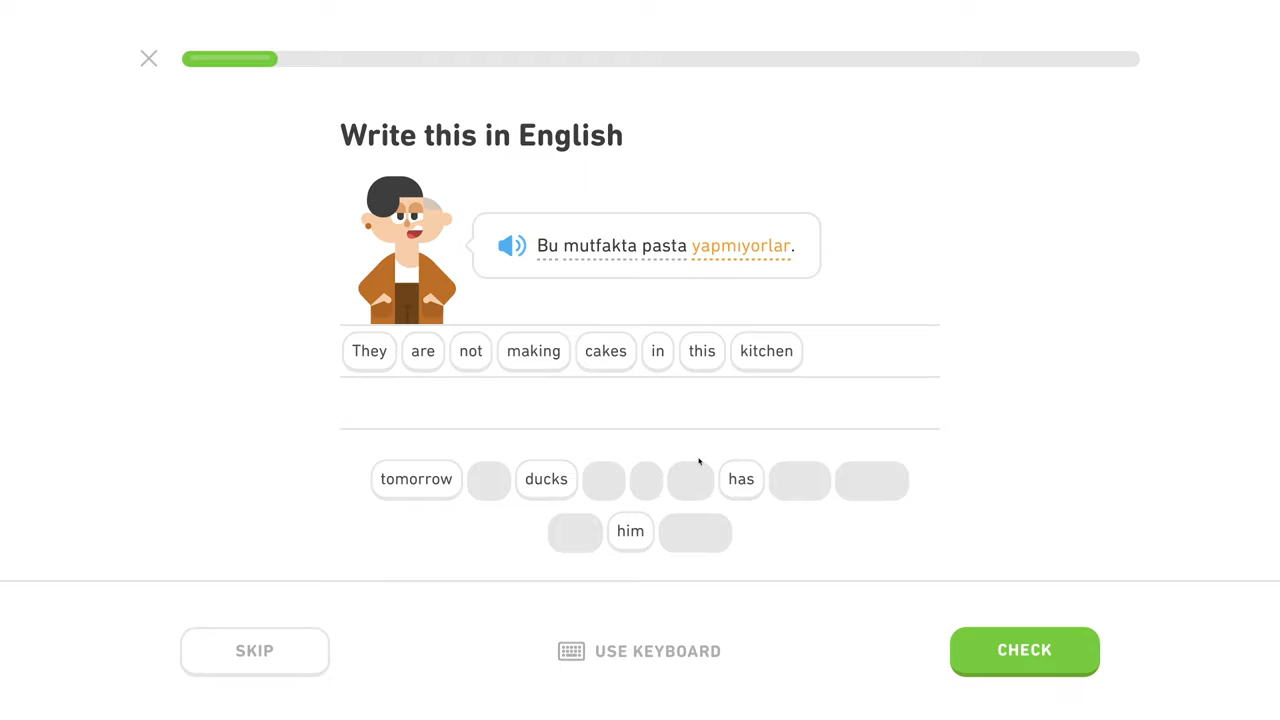 Write this in English
Bu mutfakta pasta yapmıyorlar.
They are not making cakes in this kitchen
tomorrow ducks has
him
SKIP USE KEYBOARD CHECK